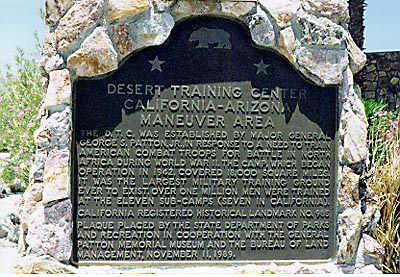 DESERT TRAINING CENTER
CALIFORNIA-ARIZONA
MANEUVER AREA
THE D.T.C. WAS ESTABLISHED BY MAJOR GENERAL
GEORGE S. PATTON, JR. IN RESPONSE TO A NEED TO TRAIN
AMERICAN COMBAT TROOPS FOR BATTLE IN NORTH
AFRICA DURING WORLD WAR II. THE CAMP, WHICH BEGAN
OPERATION IN 1942, COVERED 18,000 SQUARE MILES.
IT WAS THE LARGEST MILITARY TRAINING GROUND
EVER TO EXIST. OVER ONE MILLION MEN WERE TRAINED
AT THE ELEVEN SUB-CAMPS (SEVEN IN CALIFORNIA).
CALIFORNIA REGISTERED HISTORICAL LANDMARK NO. 985
PLAQUE PLACED BY THE STATE DEPARTMENT OF PARKS
AND RECREATION IN COOPERATION WITH THE GENERAL
PATTON MEMORIAL MUSEUM AND THE BUREAU OF LAND
MANAGEMENT, NOVEMBER 11, 1989.